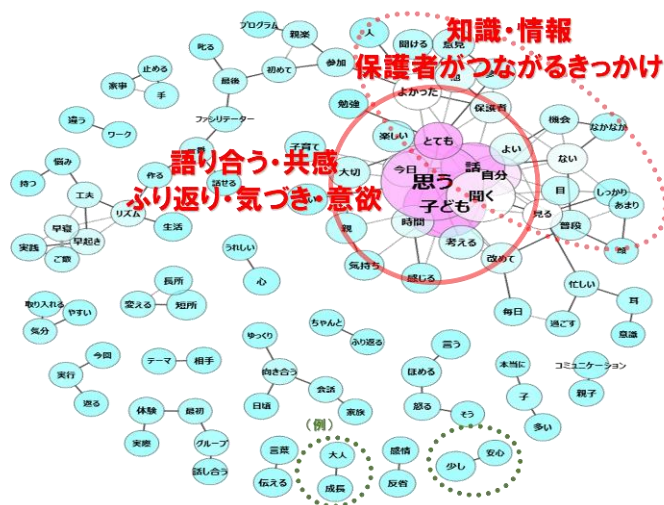 知識・情報
保護者がつながるきっかけ
語り合う・共感
ふり返り・気づき・意欲
プログラム
親楽
参加
初めて
最後
叱る
ファシリテーター
止める
家事
手
違う
ワーク
人
聞ける
意見
よかった
保護者
勉強
楽しい
とても
子育て
大切
今日
思う
話
自分
聞く
子ども
よい
機会
なかなか
ない
目
しっかり
あまり
見る
普段
時間
考える
改めて
親
気持ち
感じる
話せる
悩み
持つ
工夫
作る
リズム
早寝
早起き
実践
ご飯
生活
うれしい
心
忙しい
耳
意識
毎日
過ごす
長所
変える
短所
取り入れる
やすい
気分
ちゃんと
ふり返る
今回
実行
返る
テーマ
相手
ゆっくり
向き合う
日頃
会話
家族
言う
ほめる
怒る
そう
本当に
子
多い
コミュニケーション
親子
体験
最初
実際
グループ
話し合う
(例)
言葉
伝える
大人
成長
感情
反省
少し
安心